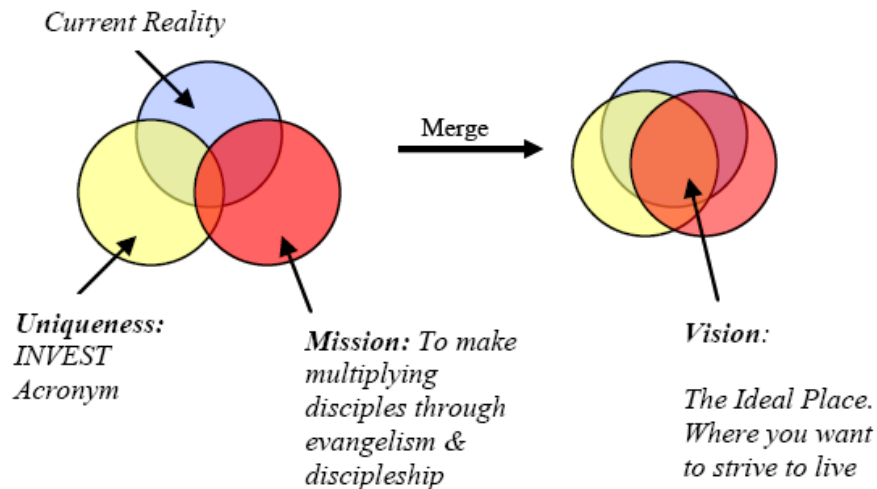 Current Reality
Merge
Uniqueness:
INVEST
Acronym
Mission: To make
multiplying
disciples through
evangelism &
discipleship
Vision:
The Ideal Place.
Where you want
to strive to live